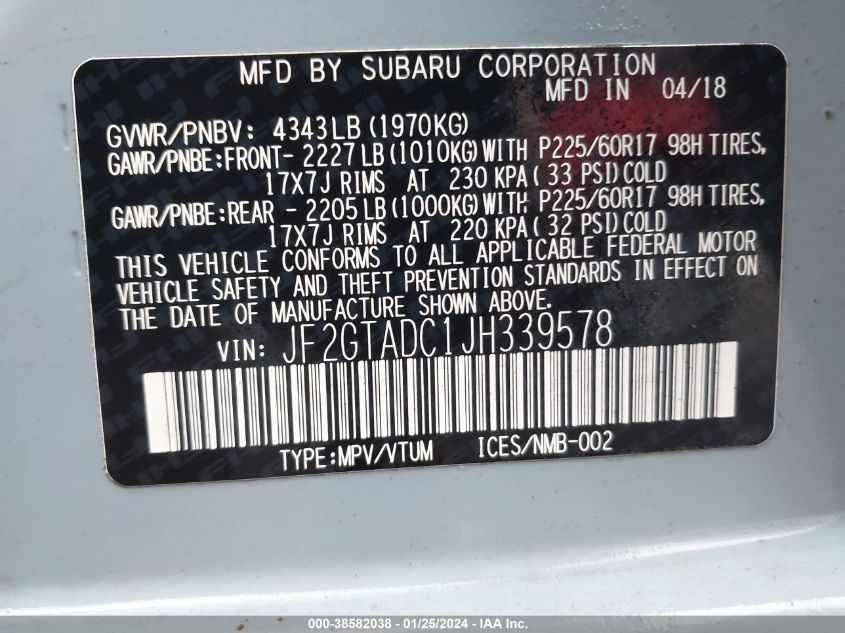 MFD BY SUBARU CORPORATION
MFD IN 04/18
GVWR/PNBV: 4343LB(1970KG)
GAWR/PNBE:FRONT- 2227LB(1010KG)WITH P225/60R17 98H TIRES,
17X7J RIMS AT 230 KPA( 33 PSI)COLD
GAWR/PNBE:REAR - 2205LB(1000KG)WITH P225/60R17 98H TIRES,
17X7J RIMS AT 220 KPA( 32 PSI)COLD
THIS VEHICLE CONFORMS TO ALL APPLICABLE FEDERAL MOTOR
VEHICLE SAFETY AND THEFT PREVENTION STANDARDS IN EFFECT ON
THE DATE OF MANUFACTURE SHOWN ABOVE.
VIN: JF2GTADC1JH339578
TYPE:MPV/VTUM ICES/NMB-002
000-38582038 - 01/25/2024 - IAA Inc.